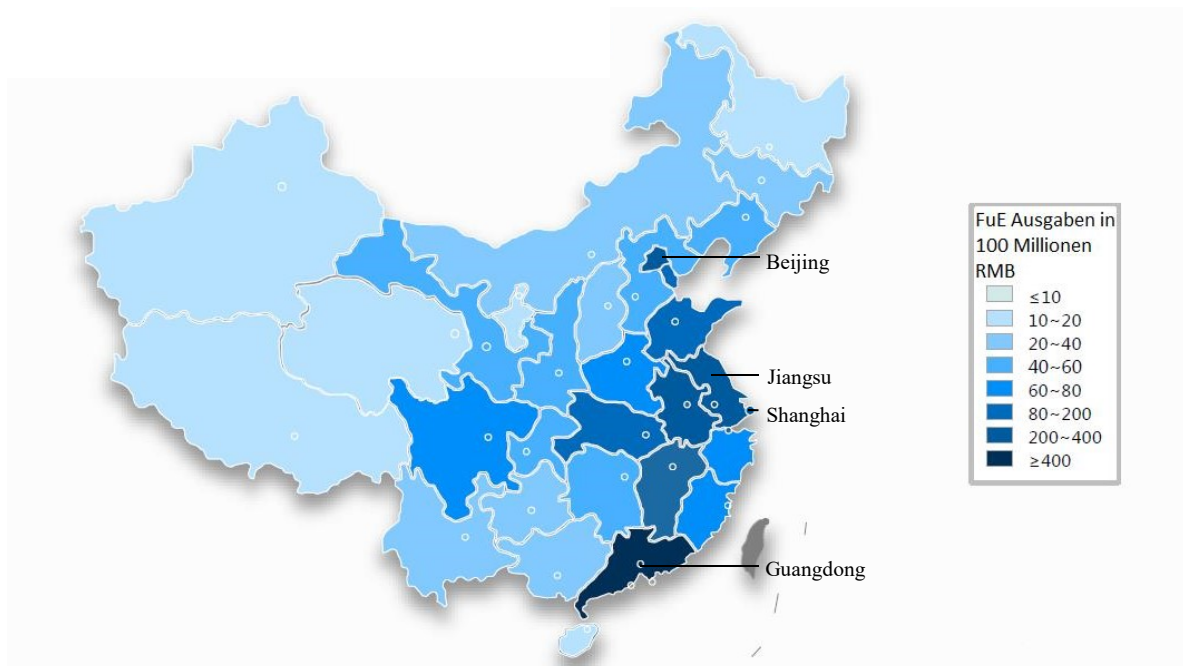 Beijing
Jiangsu
Shanghai
Guangdong
FuE Ausgaben in
100 Millionen
RMB
≤10
10~20
20~40
40~60
60~80
80~200
200~400
≥400